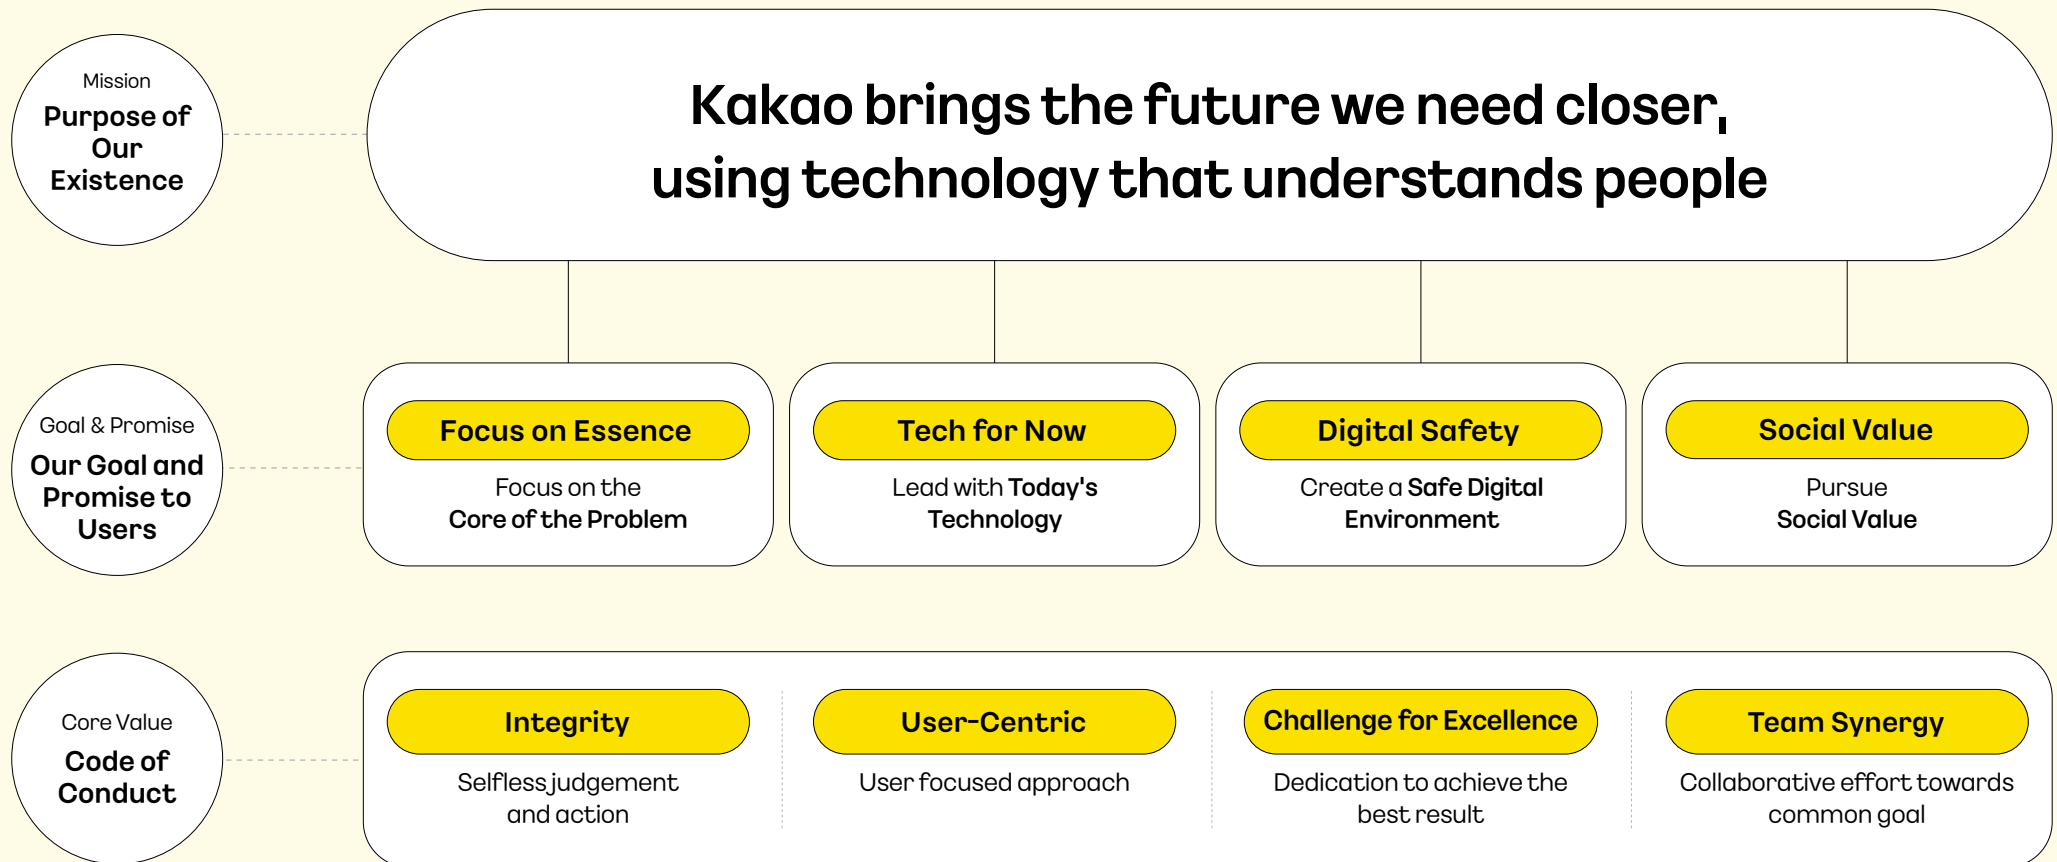 Mission
Purpose of
Our
Existence
Kakao brings the future we need closer,
using technology that understands people
Goal & Promise
Our Goal and
Promise to
Users
Focus on Essence
Focus on the
Core of the Problem
Tech for Now
Lead with Today's
Technology
Digital Safety
Create a Safe Digital
Environment
Social Value
Pursue
Social Value
Core Value
Code of
Conduct
Integrity
Selfless judgement
and action
User-Centric
User focused approach
Challenge for Excellence
Dedication to achieve the
best result
Team Synergy
Collaborative effort towards
common goal